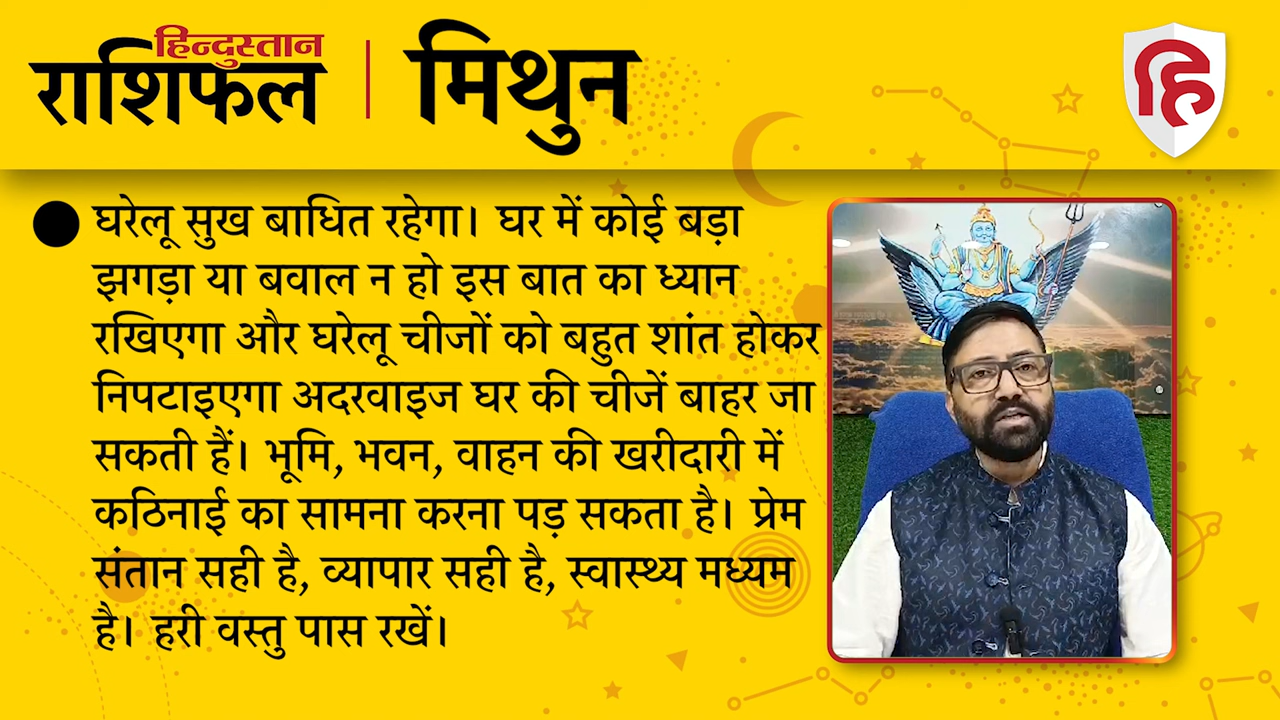 हिन्दुस्तान
राशिफल
मिथुन
हि
घरेलू सुख बाधित रहेगा। घर में कोई बड़ा
झगड़ा या बवाल न हो इस बात का ध्यान
रखिएगा और घरेलू चीजों को बहुत शांत होकर
निपटाइएगा अदरवाइज घर की चीजें बाहर जा
सकती हैं। भूमि, भवन, वाहन की खरीदारी में
कठिनाई का सामना करना पड़ सकता है। प्रेम
संतान सही है, व्यापार सही है, स्वास्थ्य मध्यम
है। हरी वस्तु पास रखें।